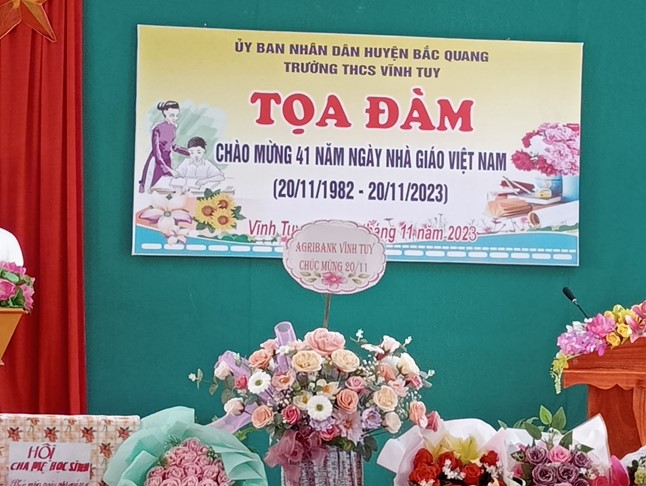 ỦY BAN NHÂN DÂN HUYỆN BẮC QUANG
TRƯỜNG THCS VĨNH TUY
TỌA ĐÀM
CHÀO MỪNG 41 NĂM NGÀY NHÀ GIÁO VIỆT NAM
(20/11/1982 - 20/11/2023)
Vĩnh Tuy, 11 năm 2023
AGRIBANK VĨNH TUY
CHÚC MỪNG 20/11
HỘI
CHA MẸ HỌC SINH